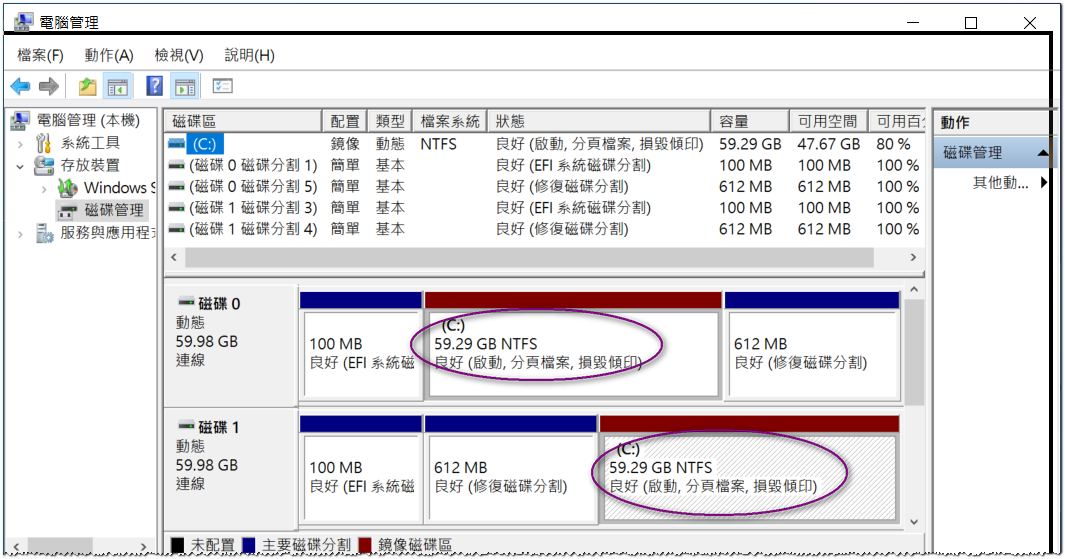 電腦管理
檔案(F) 動作(A) 檢視(V) 說明(H)
電腦管理 (本機)
系統工具
存放裝置
Windows S
磁碟管理
服務與應用程式
磁碟區 配置 類型 檔案系統 狀態 容量 可用空間 可用百分
(C:) 鏡像 動態 NTFS 良好 (啟動, 分頁檔案, 損毀傾印) 59.29 GB 47.67 GB 80 %
(磁碟 0 磁碟分割 1) 簡單 基本 良好 (EFI 系統磁碟分割) 100 MB 100 MB 100 %
(磁碟 0 磁碟分割 5) 簡單 基本 良好 (修復磁碟分割) 612 MB 612 MB 100 %
(磁碟 1 磁碟分割 3) 簡單 基本 良好 (EFI 系統磁碟分割) 100 MB 100 MB 100 %
(磁碟 1 磁碟分割 4) 簡單 基本 良好 (修復磁碟分割) 612 MB 612 MB 100 %
動作
磁碟管理
其他動...
磁碟 0
動態
59.98 GB
連線
100 MB
良好 (EFI 系統磁
(C:)
59.29 GB NTFS
良好 (啟動, 分頁檔案, 損毀傾印)
612 MB
良好 (修復磁碟分割)
磁碟 1
動態
59.98 GB
連線
100 MB
良好 (EFI 系統磁
612 MB
良好 (修復磁碟分割)
(C:)
59.29 GB NTFS
良好 (啟動, 分頁檔案, 損毀傾印)
未配置 主要磁碟分割 鏡像磁碟區